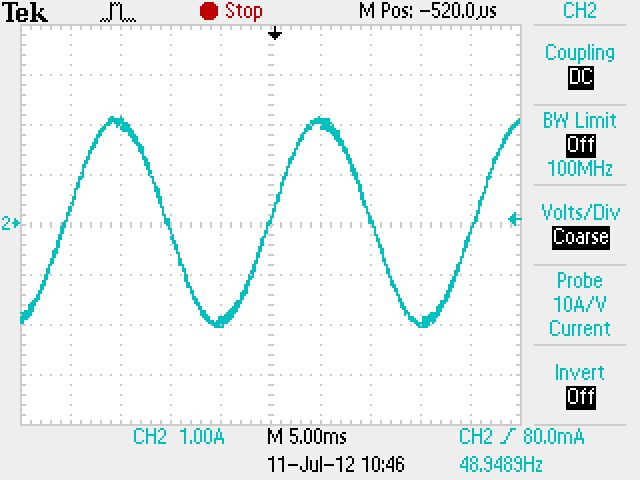 Tek Stop M Pos: -520.0µs CH2
Coupling
DC
BW Limit
Off
100MHz
Volts/Div
Coarse
Probe
10A/V
Current
Invert
Off
2
CH2 1.00A M 5.00ms CH2 80.0mA
11-Jul-12 10:46 48.9489Hz